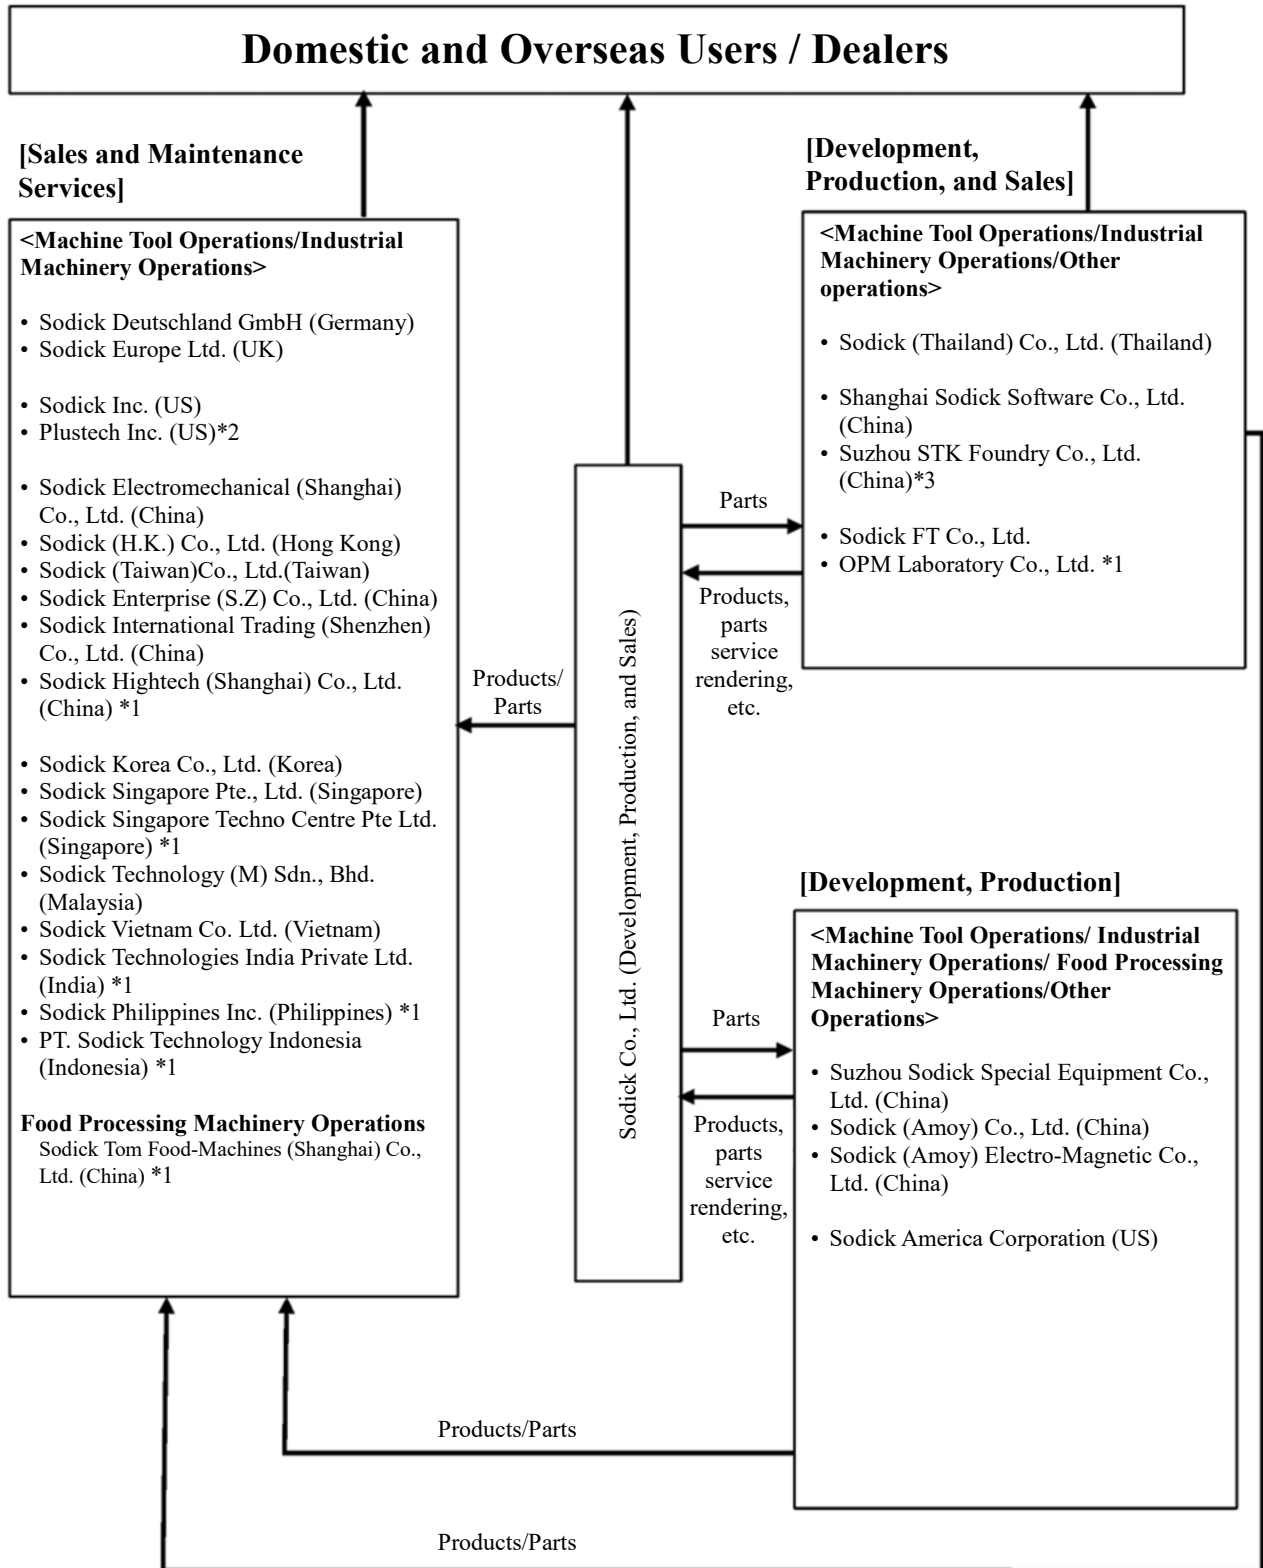 Domestic and Overseas Users / Dealers
[Sales and Maintenance
Services]
<Machine Tool Operations/Industrial
Machinery Operations>
• Sodick Deutschland GmbH (Germany)
• Sodick Europe Ltd. (UK)
• Sodick Inc. (US)
• Plustech Inc. (US)*2
• Sodick Electromechanical (Shanghai)
Co., Ltd. (China)
• Sodick (H.K.) Co., Ltd. (Hong Kong)
• Sodick (Taiwan)Co., Ltd.(Taiwan)
• Sodick Enterprise (S.Z) Co., Ltd. (China)
• Sodick International Trading (Shenzhen)
Co., Ltd. (China)
• Sodick Hightech (Shanghai) Co., Ltd.
(China) *1
• Sodick Korea Co., Ltd. (Korea)
• Sodick Singapore Pte., Ltd. (Singapore)
• Sodick Singapore Techno Centre Pte Ltd.
(Singapore) *1
• Sodick Technology (M) Sdn., Bhd.
(Malaysia)
• Sodick Vietnam Co. Ltd. (Vietnam)
• Sodick Technologies India Private Ltd.
(India) *1
• Sodick Philippines Inc. (Philippines) *1
• PT. Sodick Technology Indonesia
(Indonesia) *1
Food Processing Machinery Operations
Sodick Tom Food-Machines (Shanghai) Co.,
Ltd. (China) *1
Products/
Parts
Sodick Co., Ltd. (Development, Production, and Sales)
[Development,
Production, and Sales]
<Machine Tool Operations/Industrial
Machinery Operations/Other
operations>
• Sodick (Thailand) Co., Ltd. (Thailand)
• Shanghai Sodick Software Co., Ltd.
(China)
• Suzhou STK Foundry Co., Ltd.
(China)*3
• Sodick FT Co., Ltd.
• OPM Laboratory Co., Ltd. *1
Parts
Products,
parts
service
rendering,
etc.
[Development, Production]
<Machine Tool Operations/ Industrial
Machinery Operations/ Food Processing
Machinery Operations/Other
Operations>
• Suzhou Sodick Special Equipment Co.,
Ltd. (China)
• Sodick (Amoy) Co., Ltd. (China)
• Sodick (Amoy) Electro-Magnetic Co.,
Ltd. (China)
• Sodick America Corporation (US)
Parts
Products,
parts
service
rendering,
etc.
Products/Parts
Products/Parts